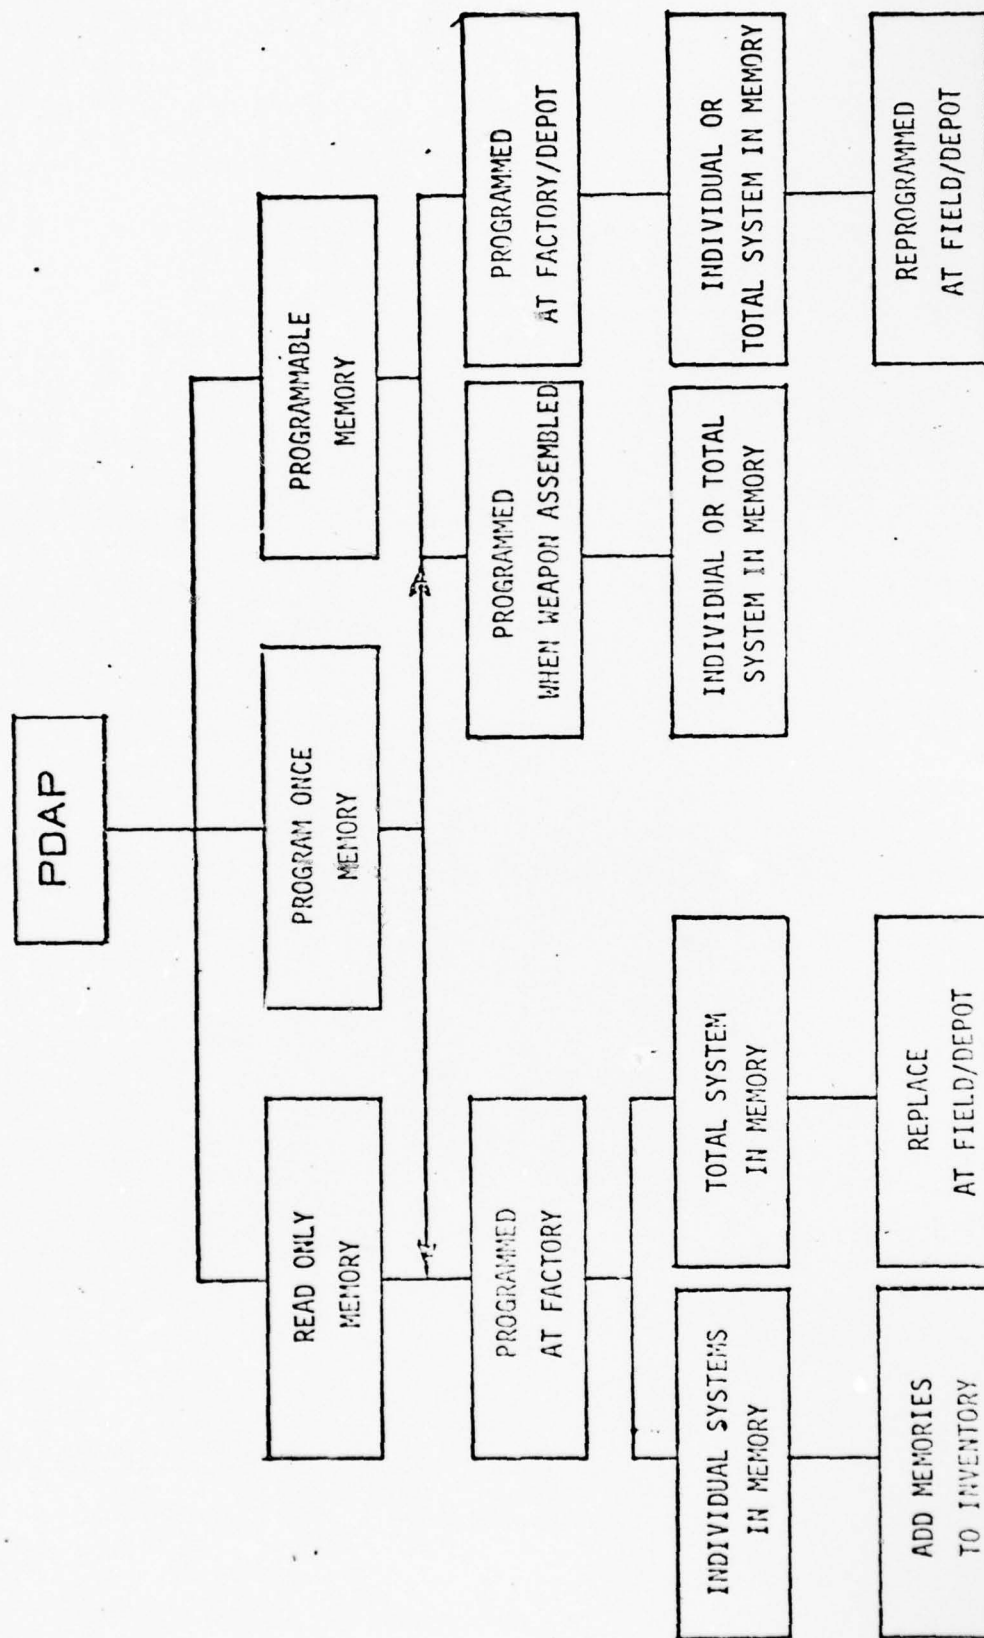 PDAP
READ ONLY
MEMORY
PROGRAM ONCE
MEMORY
PROGRAMMABLE
MEMORY
PROGRAMMED
AT FACTORY
PROGRAMMED
WHEN WEAPON ASSEMBLED
PROGRAMMED
AT FACTORY/DEPOT
INDIVIDUAL SYSTEMS
IN MEMORY
TOTAL SYSTEM
IN MEMORY
INDIVIDUAL OR TOTAL
SYSTEM IN MEMORY
INDIVIDUAL OR
TOTAL SYSTEM IN MEMORY
ADD MEMORIES
TO INVENTORY
REPLACE
AT FIELD/DEPOT
REPROGRAMMED
AT FIELD/DEPOT